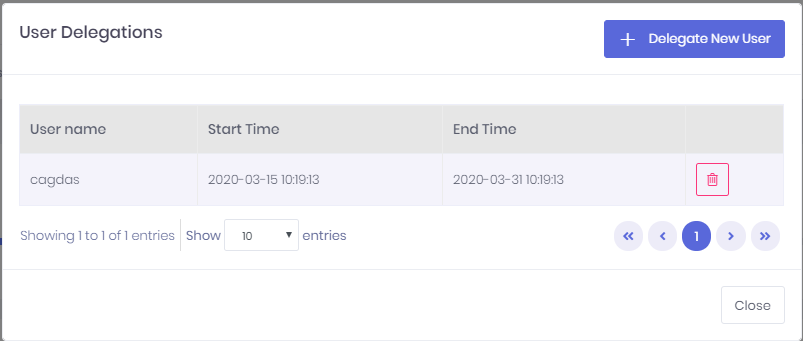 User Delegations
Delegate New User
User name Start Time End Time
cagdas 2020-03-15 10:19:13 2020-03-31 10:19:13
Showing 1 to 1 of 1 entries Show 10 entries 1
Close